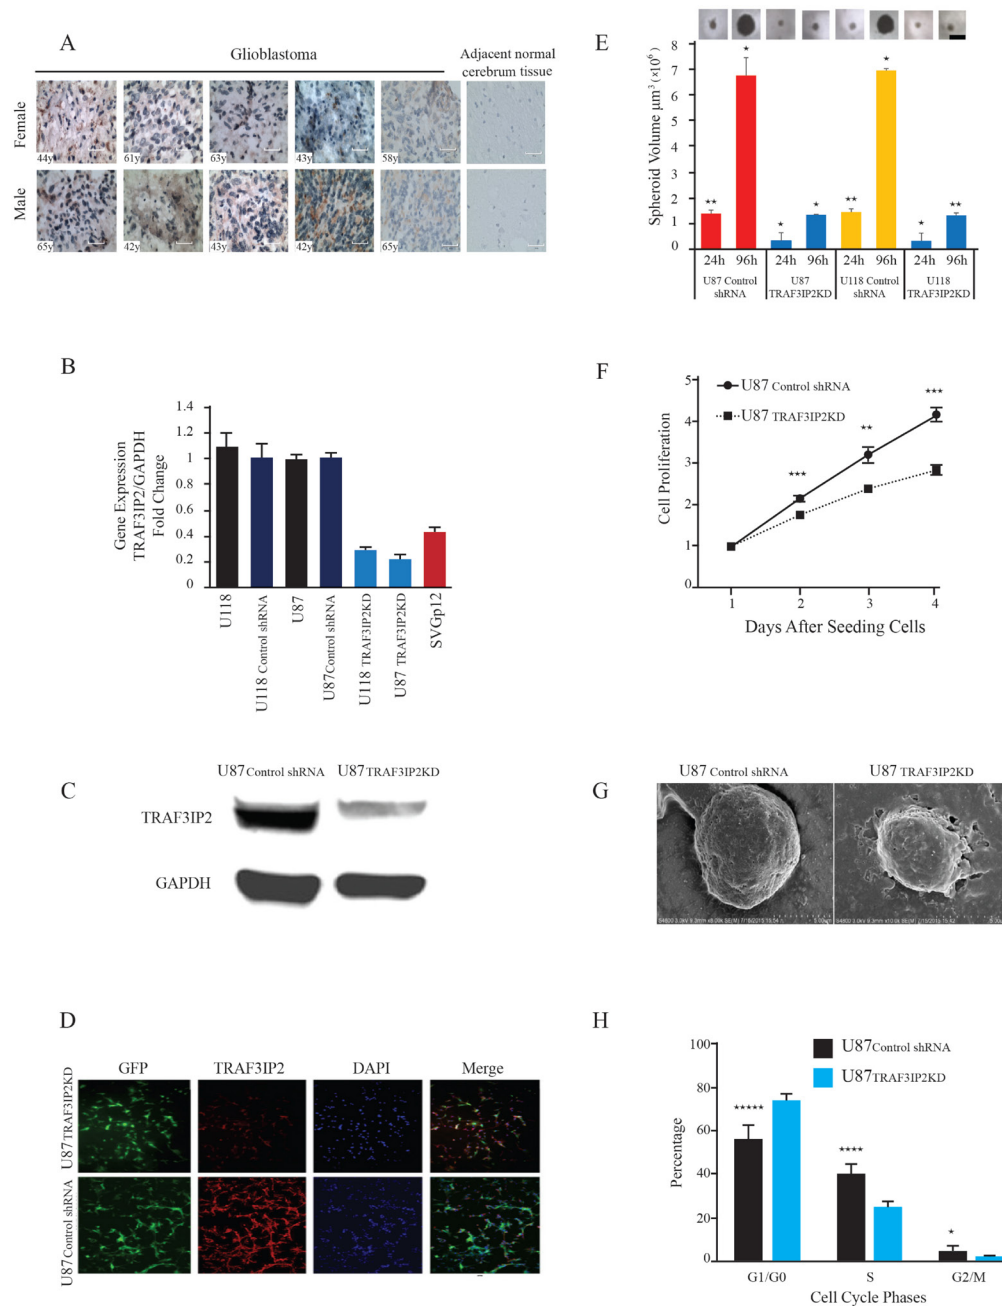 A
Glioblastoma
Adjacent normal
cerebrum tissue
Female
44y
61y
63y
43y
58y
Male
65y
42y
43y
42y
65y
B
Gene Expression
TRAF3IP2/GAPDH
Fold Change
1.4
1.2
1
0.8
0.6
0.4
0.2
0
U118
U118 Control shRNA
U87
U87Control shRNA
U118 TRAF3IP2KD
U87 TRAF3IP2KD
SVGp12
C
U87Control shRNA
U87TRAF3IP2KD
TRAF3IP2
GAPDH
D
GFP
TRAF3IP2
DAPI
Merge
U87 TRAF3IP2KD
U87 Control shRNA
E
Spheroid Volume µm³ (×10⁶)
8
7
6
5
4
3
2
1
0
★★
★
★
★
★★
★
★
★★
24h
96h
24h
96h
24h
96h
24h
96h
U87 Control
shRNA
U87
TRAF3IP2KD
U118 Control
shRNA
U118
TRAF3IP2KD
F
Cell Proliferation
5
4
3
2
1
0
U87 Control shRNA
U87 TRAF3IP2KD
★★★
★★
★★★
1
2
3
4
Days After Seeding Cells
G
U87 Control shRNA
U87 TRAF3IP2KD
H
Percentage
100
80
60
40
20
0
U87Control shRNA
U87TRAF3IP2KD
★★★★★
★★★★
★
G1/G0
S
G2/M
Cell Cycle Phases